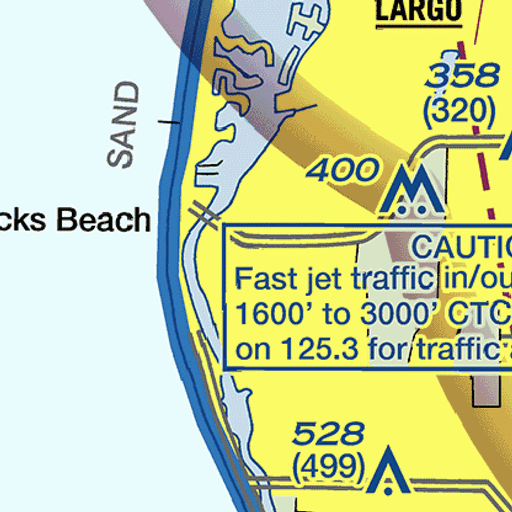 LARGO
358
(320)
SAND
400
cks Beach
CAUTIO
Fast jet traffic in/ou
1600' to 3000' CTC
on 125.3 for traffic a
528
(499)